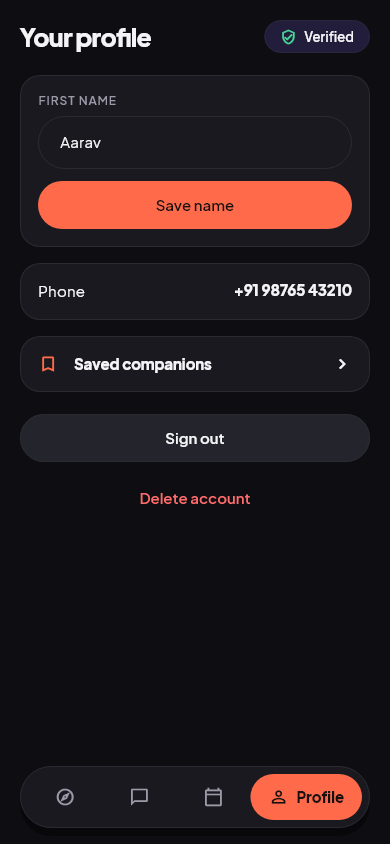 Your profile
Verified
FIRST NAME
Aarav
Save name
Phone
+91 98765 43210
Saved companions
Sign out
Delete account
Profile